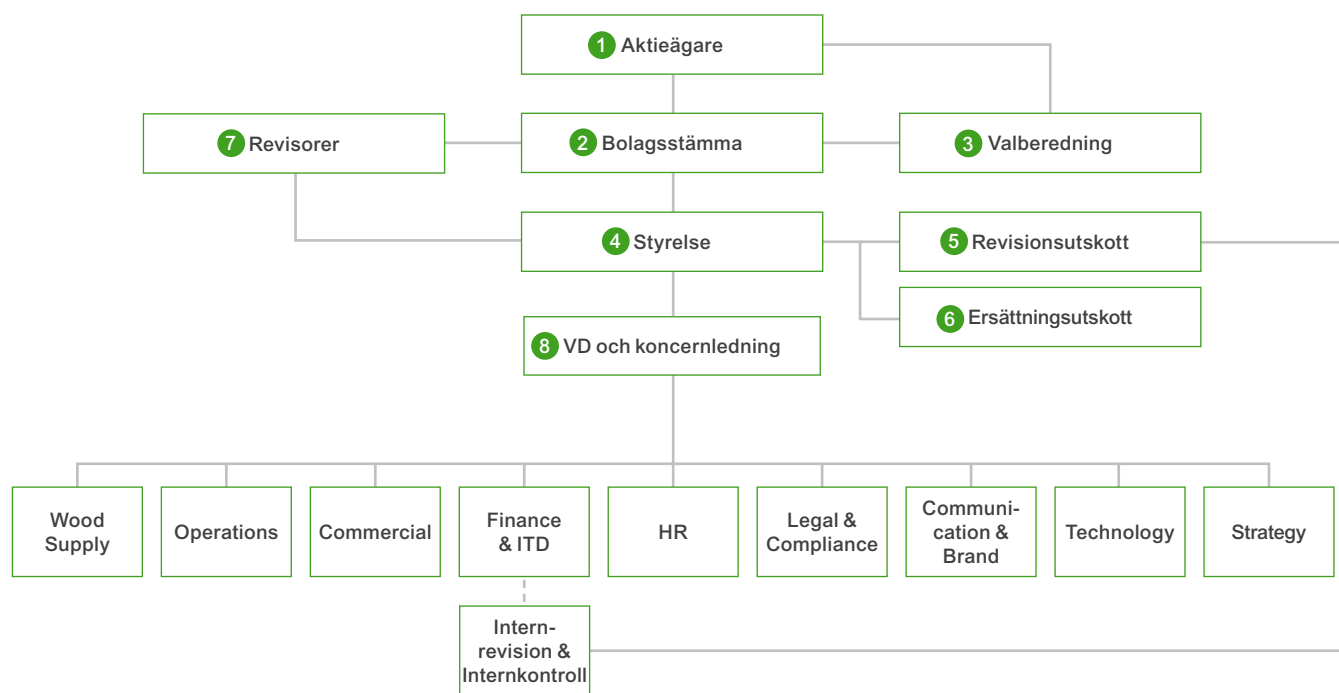 1 Aktieägare
7 Revisorer
2 Bolagsstämma
3 Valberedning
4 Styrelse
5 Revisionsutskott
6 Ersättningsutskott
8 VD och koncernledning
Wood
Supply
Operations
Commercial
Finance
& ITD
HR
Legal &
Compliance
Communi-
cation &
Brand
Technology
Strategy
Intern-
revision &
Internkontroll